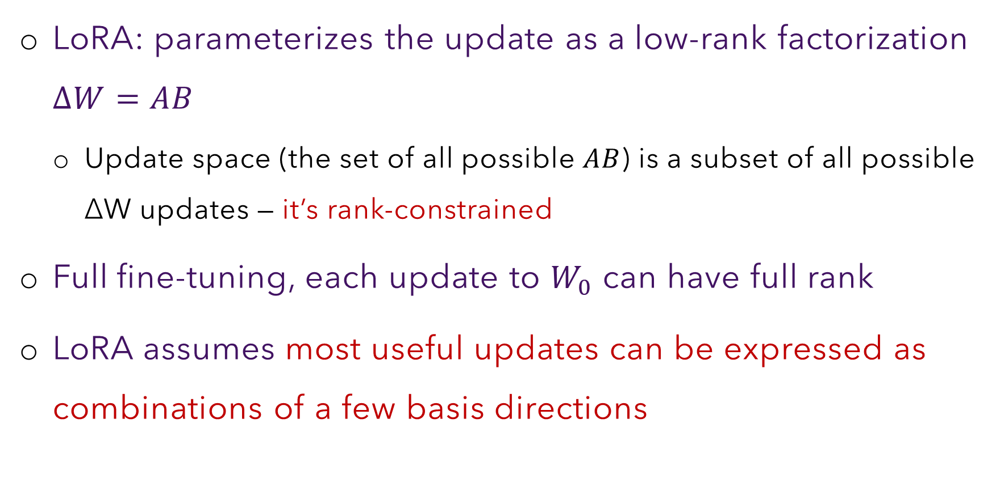 ○ LoRA: parameterizes the update as a low-rank factorization
ΔW = AB
○ Update space (the set of all possible AB) is a subset of all possible
ΔW updates – it’s rank-constrained
○ Full fine-tuning, each update to W₀ can have full rank
○ LoRA assumes most useful updates can be expressed as
combinations of a few basis directions